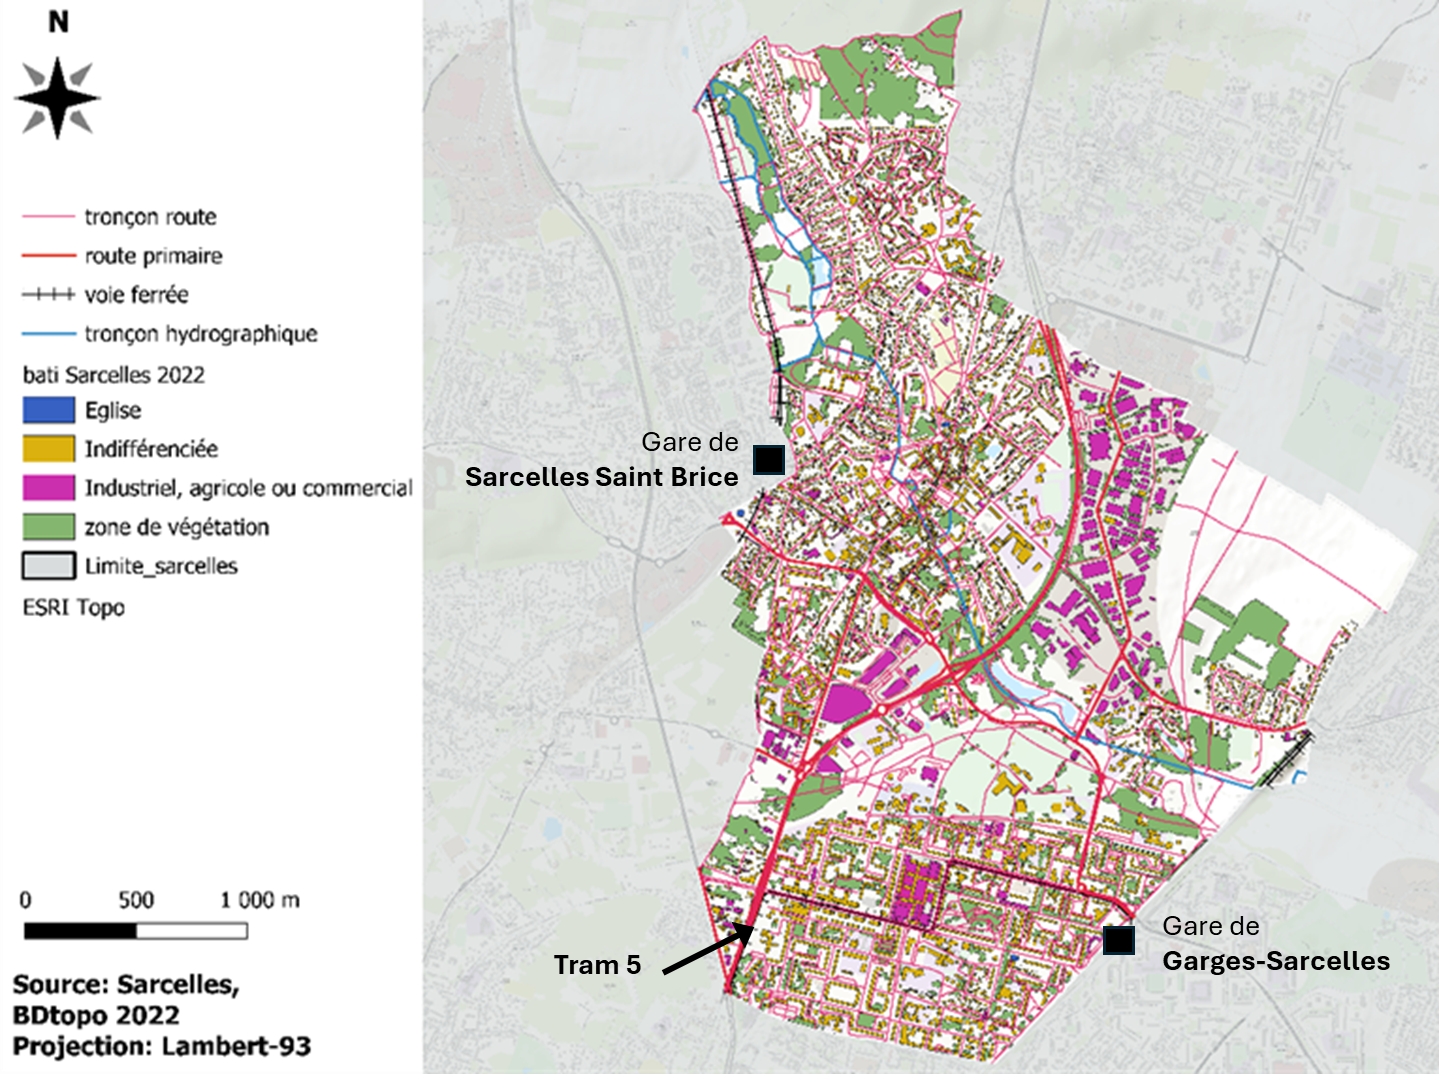 N
tronçon route
route primaire
voie ferrée
tronçon hydrographique
bati Sarcelles 2022
Eglise
Indifférenciée
Industriel, agricole ou commercial
zone de végétation
Limite_sarcelles
ESRI Topo
0 500 1 000 m
Source: Sarcelles,
BDtopo 2022
Projection: Lambert-93
Gare de
Sarcelles Saint Brice
Tram 5
Gare de
Garges-Sarcelles